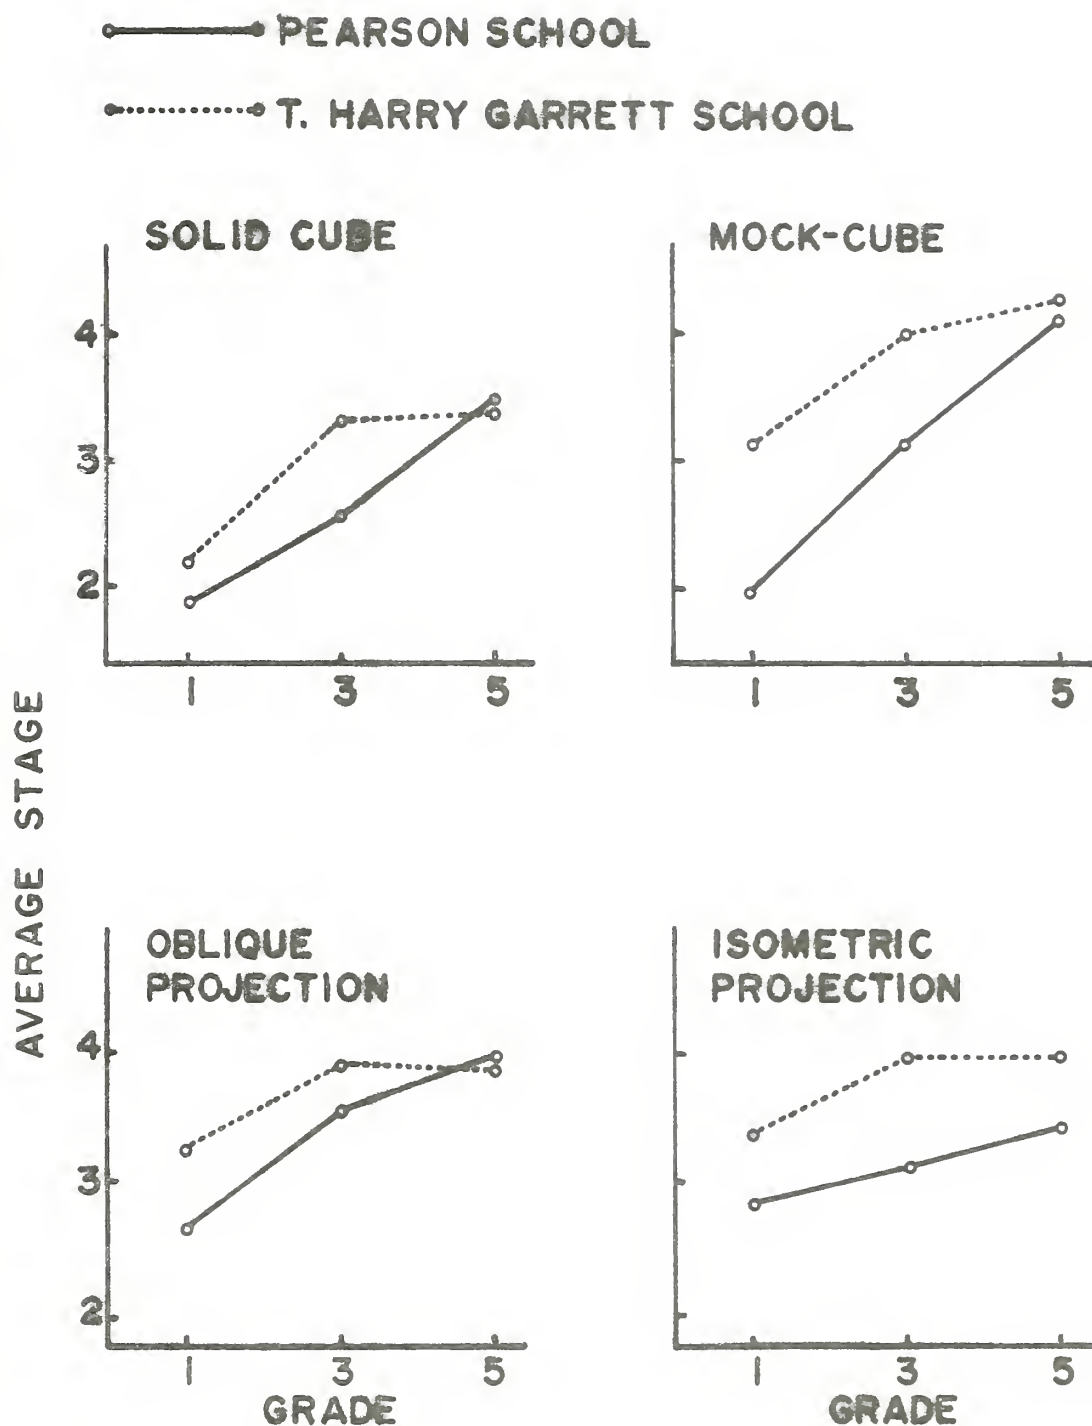 PEARSON SCHOOL
T. HARRY GARRETT SCHOOL
SOLID CUBE
4
3
2
1 3 5
MOCK-CUBE
1 3 5
AVERAGE STAGE
OBLIQUE
PROJECTION
4
3
2
1 3 5
GRADE
ISOMETRIC
PROJECTION
1 3 5
GRADE